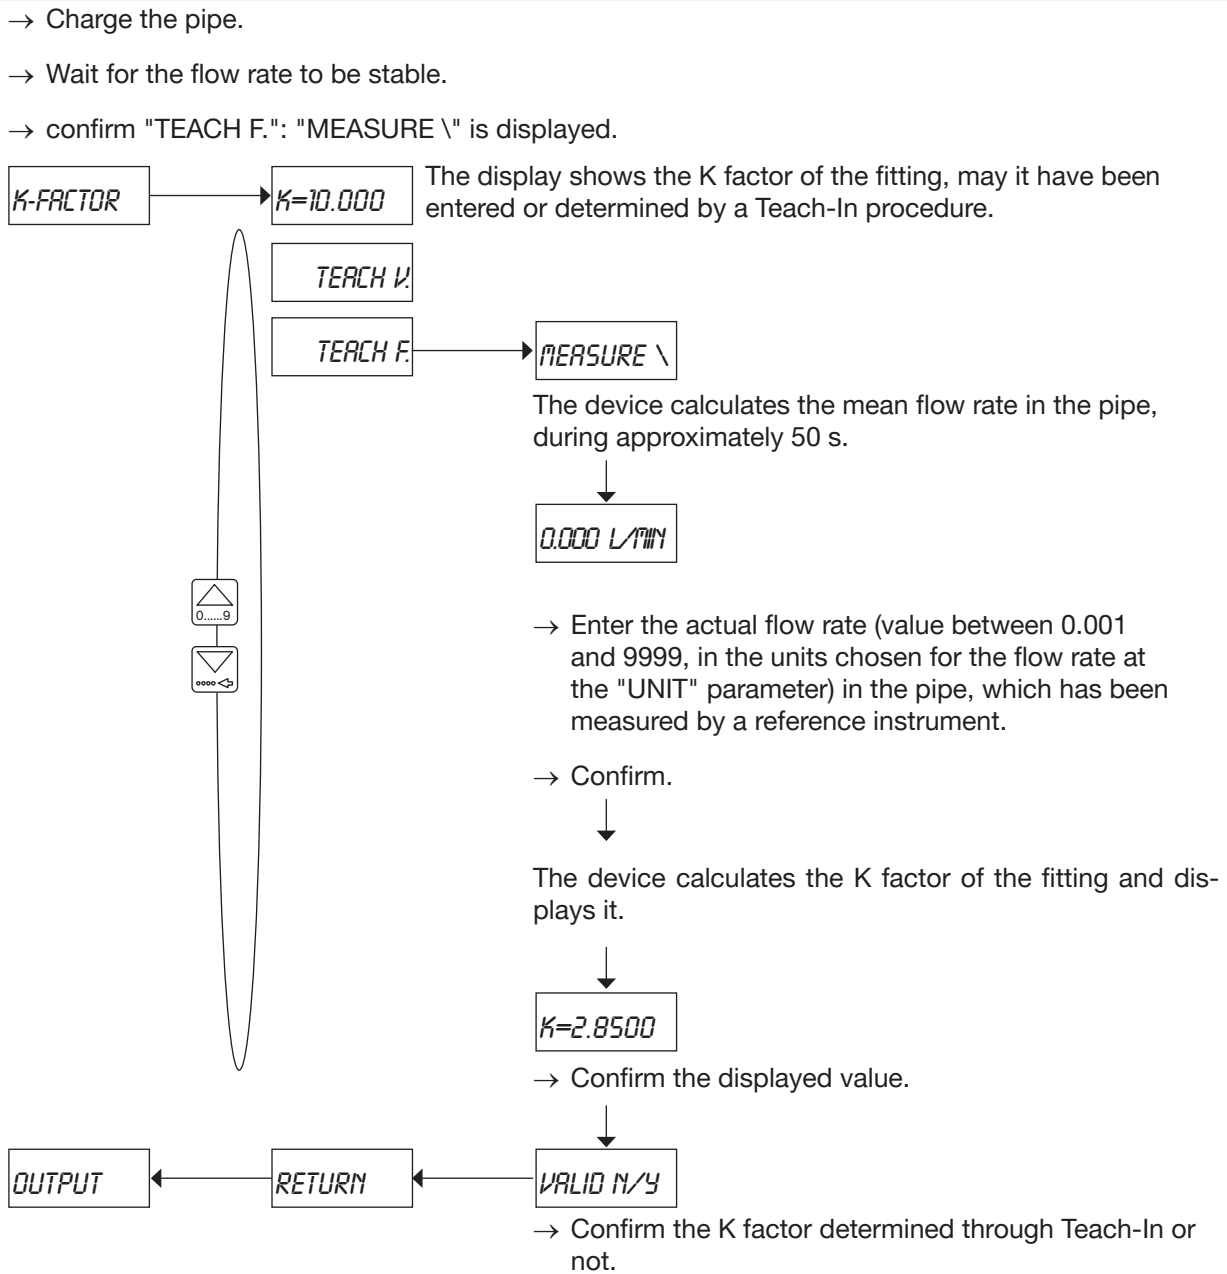 → Charge the pipe.
→ Wait for the flow rate to be stable.
→ confirm "TEACH F.": "MEASURE \" is displayed.
K-FACTOR
K=10.000
The display shows the K factor of the fitting, may it have been
entered or determined by a Teach-In procedure.
TEACH V.
TEACH F.
MEASURE \
The device calculates the mean flow rate in the pipe,
during approximately 50 s.
0.000 L/MIN
0......9
→ Enter the actual flow rate (value between 0.001
and 9999, in the units chosen for the flow rate at
the "UNIT" parameter) in the pipe, which has been
measured by a reference instrument.
→ Confirm.
The device calculates the K factor of the fitting and dis-
plays it.
K=2.8500
→ Confirm the displayed value.
OUTPUT
RETURN
VALID N/Y
→ Confirm the K factor determined through Teach-In or
not.